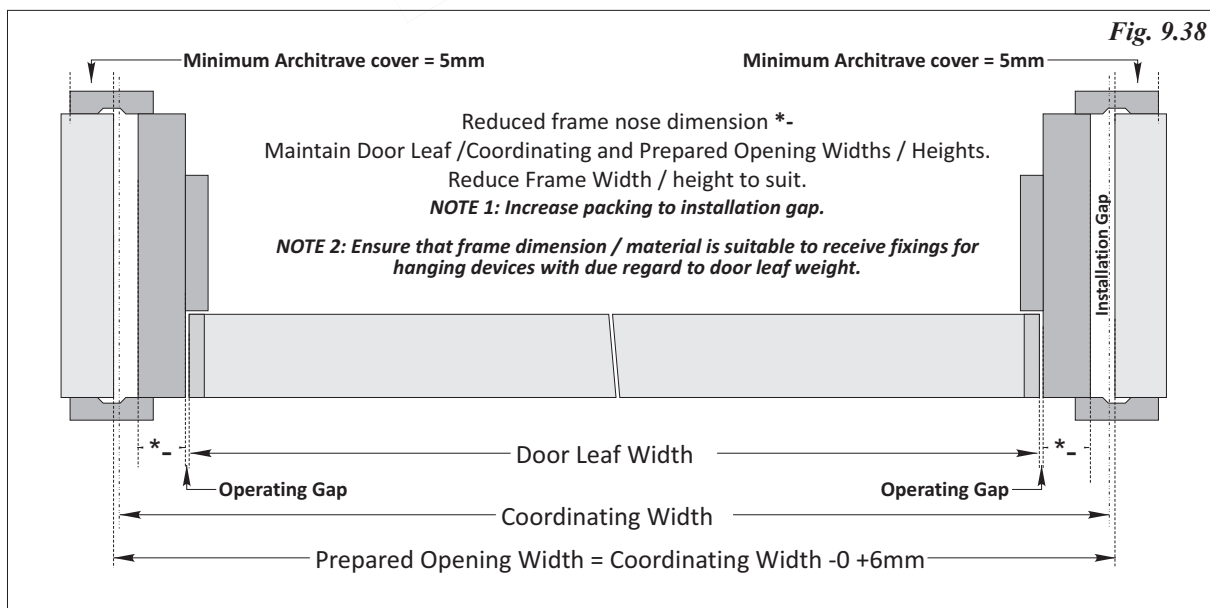 Fig. 9.38
Minimum Architrave cover = 5mm
Minimum Architrave cover = 5mm
Reduced frame nose dimension *-
Maintain Door Leaf /Coordinating and Prepared Opening Widths / Heights.
Reduce Frame Width / height to suit.
NOTE 1: Increase packing to installation gap.
NOTE 2: Ensure that frame dimension / material is suitable to receive fixings for
hanging devices with due regard to door leaf weight.
Installation Gap
*-
Door Leaf Width
*-
Operating Gap
Operating Gap
Coordinating Width
Prepared Opening Width = Coordinating Width -0 +6mm